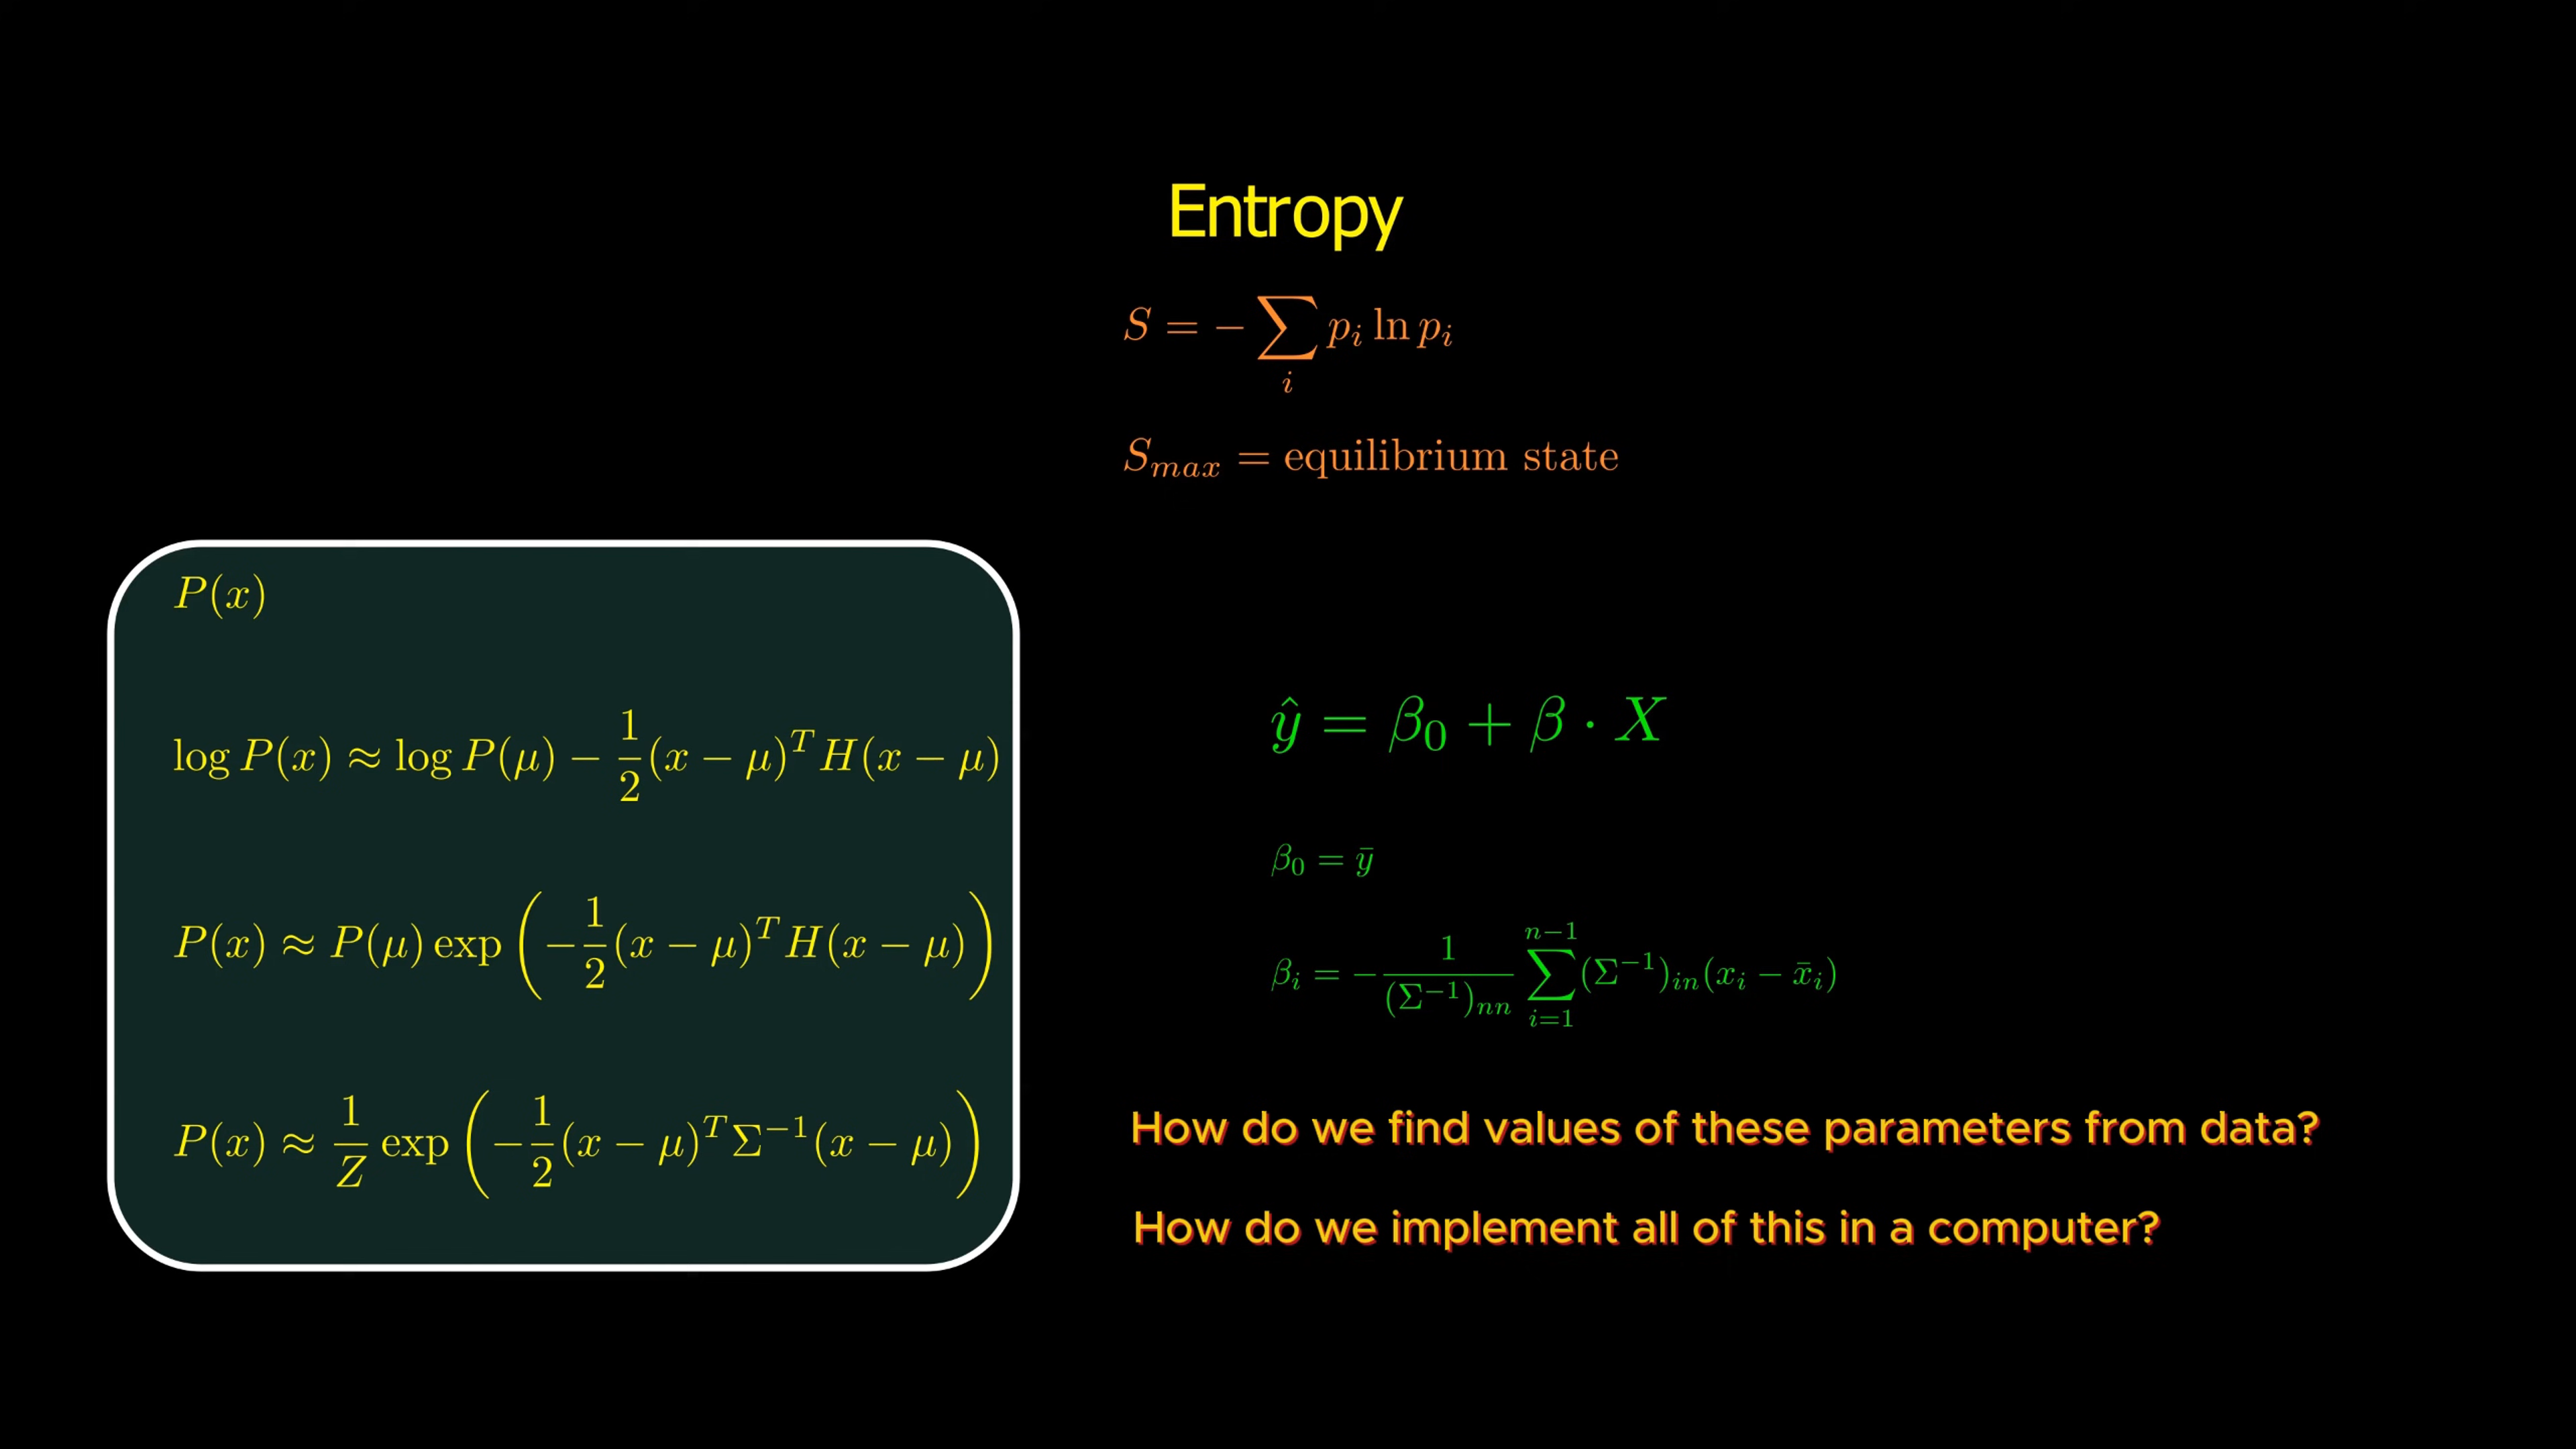 Entropy
S = − ∑_i p_i ln p_i
S_max = equilibrium state
P(x)
log P(x) ≈ log P(μ) − 1/2 (x − μ)^T H(x − μ)
P(x) ≈ P(μ) exp(−1/2 (x − μ)^T H(x − μ))
P(x) ≈ 1/Z exp(−1/2 (x − μ)^T Σ^−1 (x − μ))
ŷ = β_0 + β · X
β_0 = ȳ
β_i = − 1/(Σ^−1)_nn ∑_{i=1}^{n−1} (Σ^−1)_in (x_i − x̄_i)
How do we find values of these parameters from data?
How do we implement all of this in a computer?